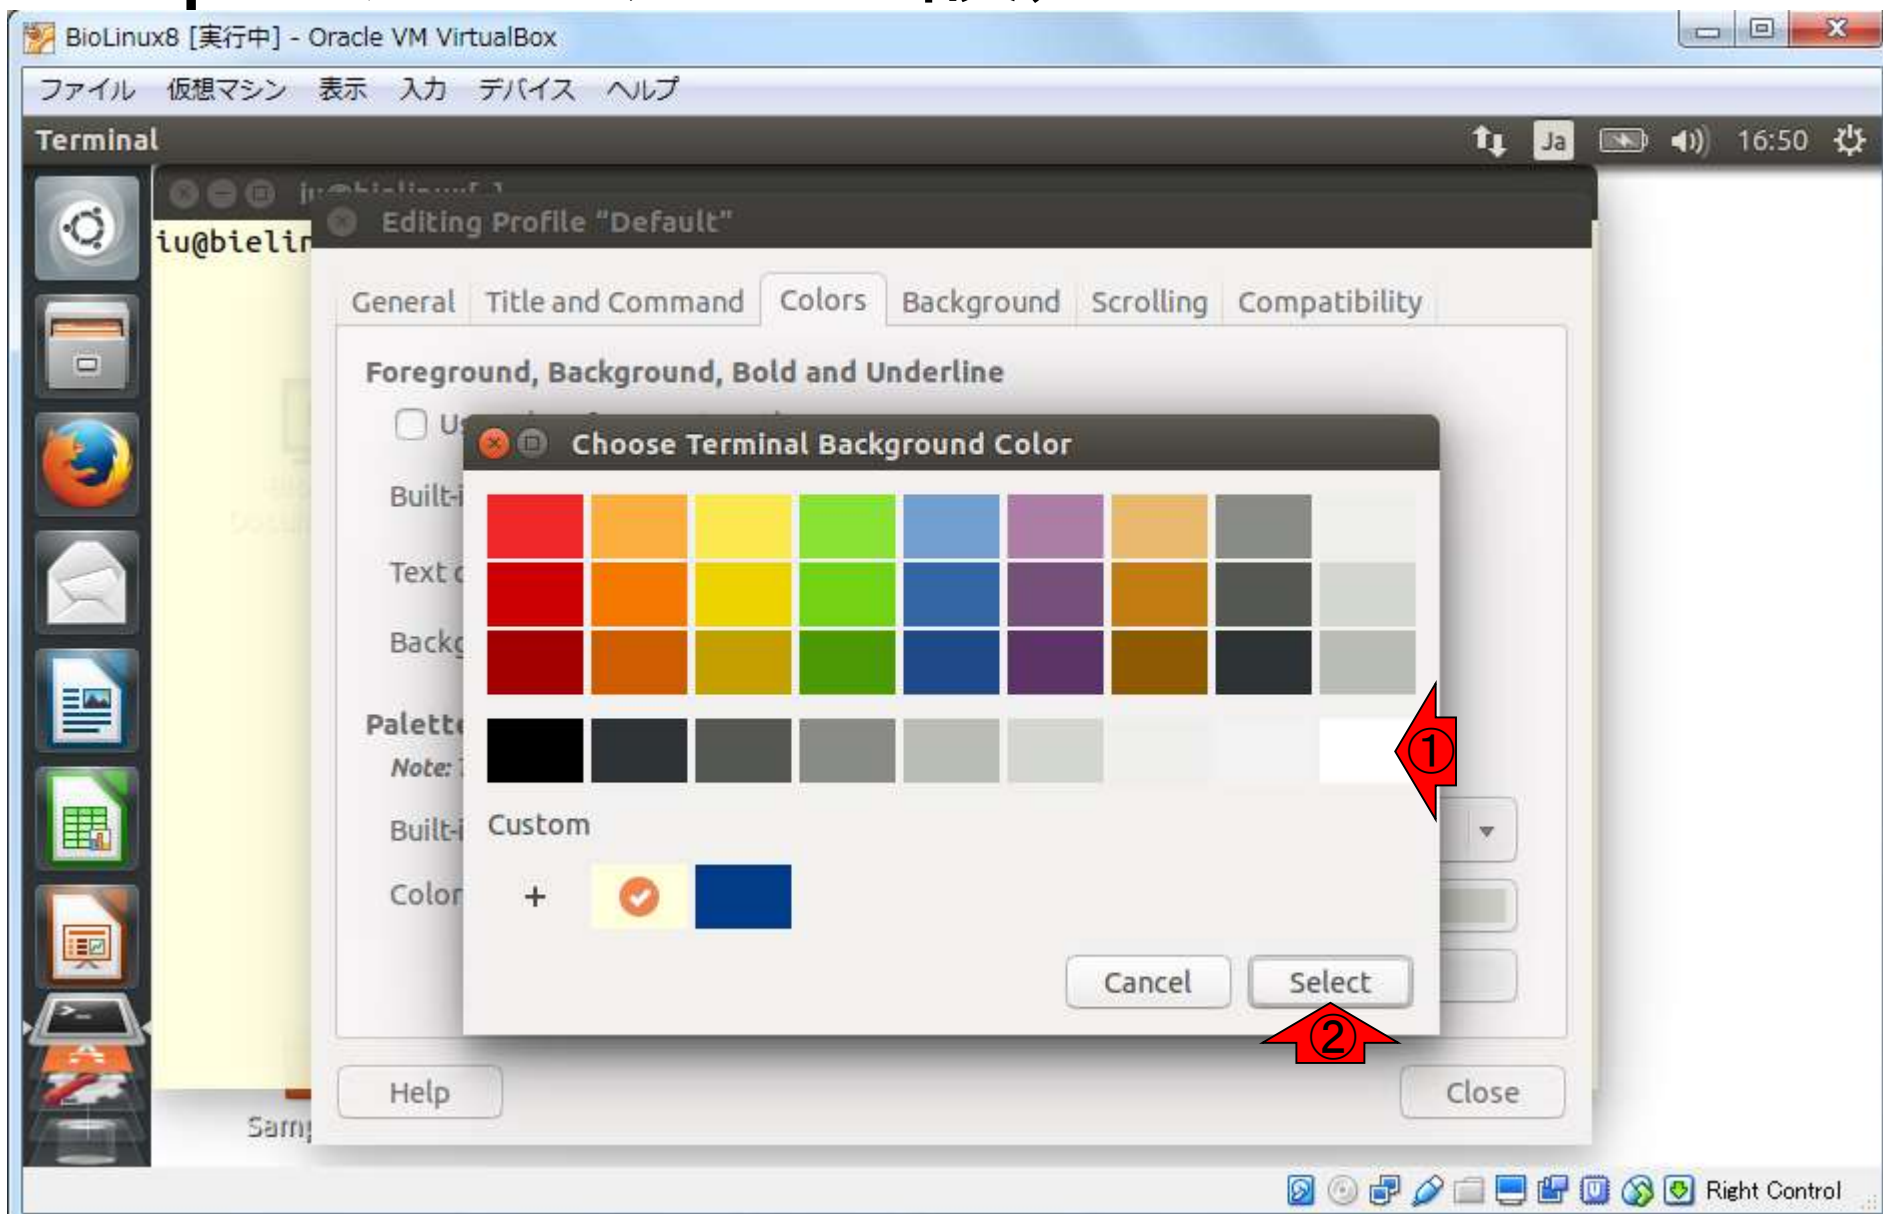 BioLinux8 [実行中] - Oracle VM VirtualBox
ファイル 仮想マシン 表示 入力 デバイス ヘルプ
Terminal
Ja
16:50
Editing Profile “Default”
General Title and Command Colors Background Scrolling Compatibility
Foreground, Background, Bold and Underline
Choose Terminal Background Color
Built-i
Text c
Backg
Palette
Note:
①
Built-i
Custom
Color
+
Cancel Select
②
Help Close
Right Control